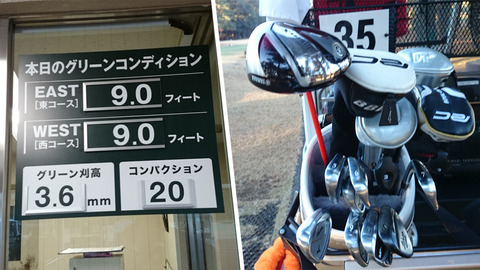 本日のグリーンコンディション
EAST
[東コース]
9.0 フィート
WEST
[西コース]
9.0 フィート
グリーン刈高
3.6 mm
コンパクション
20
35